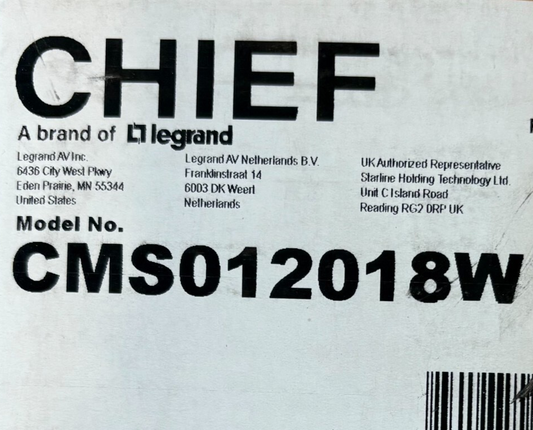 CHIEF
A brand of legrand
Legrand AV Inc.
6436 City West Pkwy
Eden Prairie, MN 55344
United States
Legrand AV Netherlands B.V.
Franklinstraat 14
6003 DK Weert
Netherlands
UK Authorized Representative
Starline Holding Technology Ltd.
Unit C Island Road
Reading RG2 0RP UK
Model No.
CMS012018W